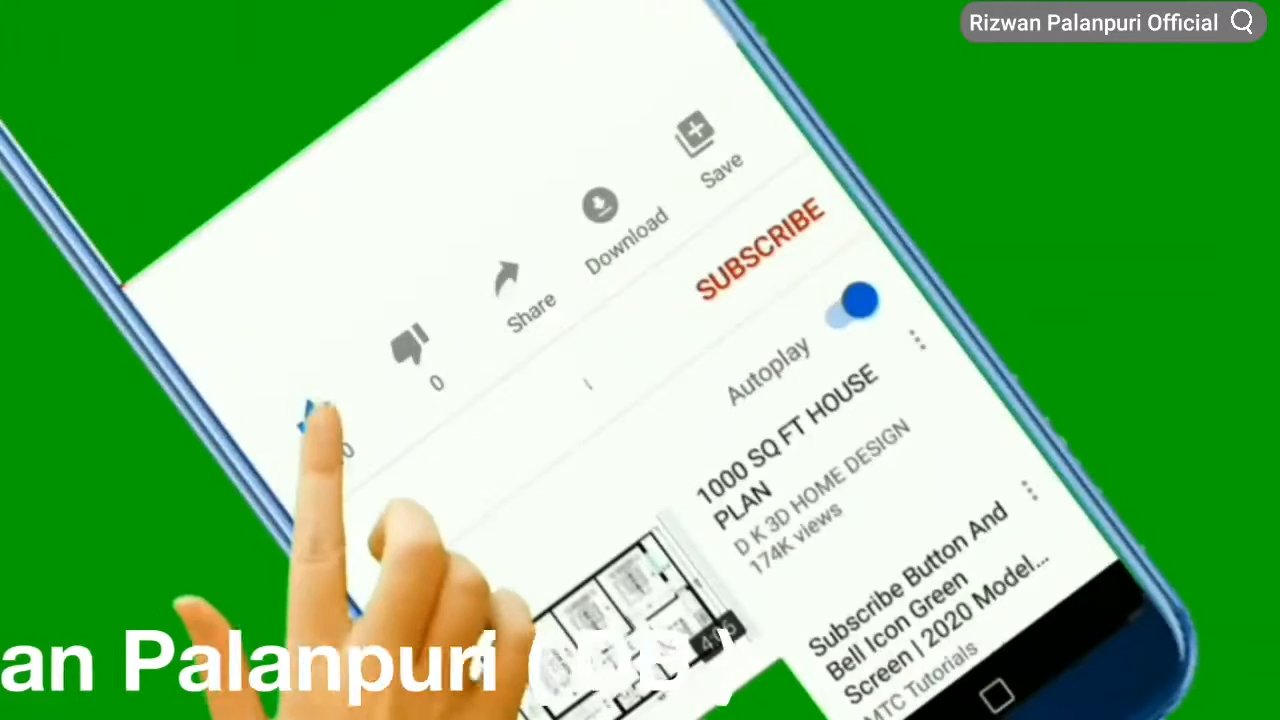 Rizwan Palanpuri Official
Save
Download
SUBSCRIBE
Share
0
0
Autoplay
1000 SQ FT HOUSE
PLAN
D K 3D HOME DESIGN
174K views
Subscribe Button And
Bell Icon Green
Screen | 2020 Model...
MTC Tutorials
an Palanpuri